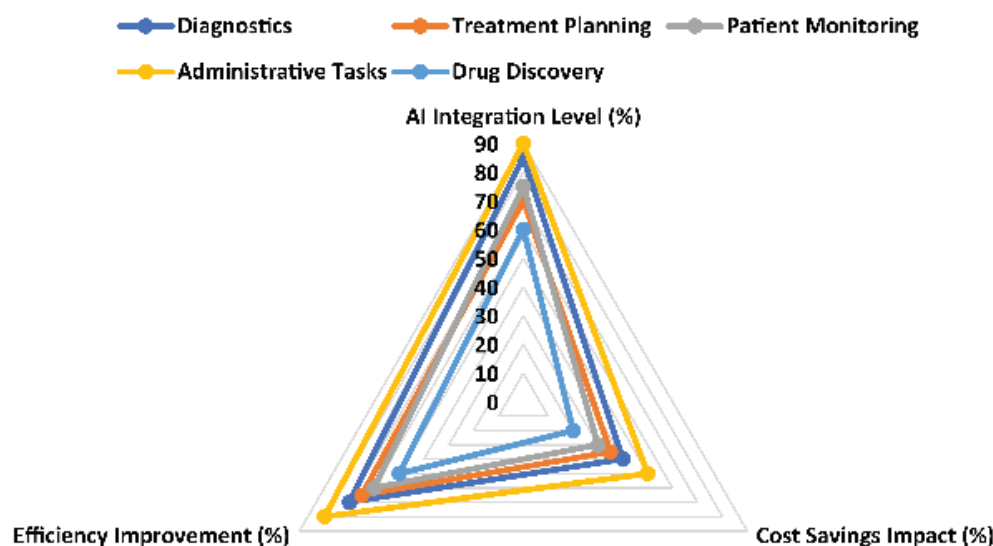 Diagnostics Treatment Planning Patient Monitoring
Administrative Tasks Drug Discovery
AI Integration Level (%)
90
80
70
60
50
40
30
20
10
0
Efficiency Improvement (%) Cost Savings Impact (%)